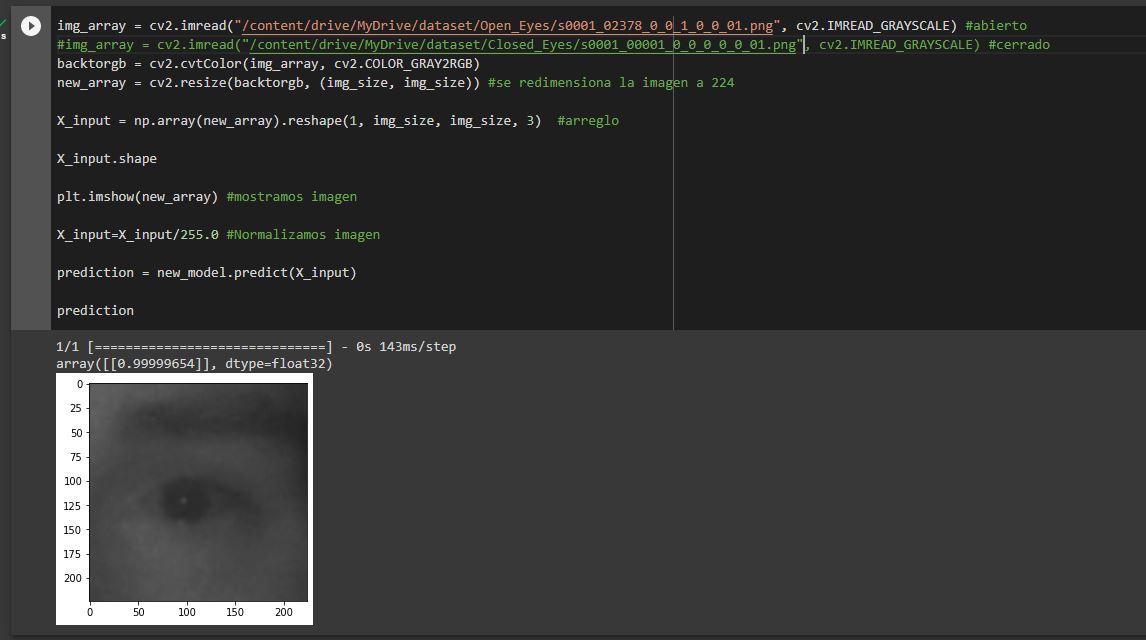 s
img_array = cv2.imread("/content/drive/MyDrive/dataset/Open_Eyes/s0001_02378_0_0_1_0_0_01.png", cv2.IMREAD_GRAYSCALE) #abierto
#img_array = cv2.imread("/content/drive/MyDrive/dataset/Closed_Eyes/s0001_00001_0_0_0_0_0_01.png", cv2.IMREAD_GRAYSCALE) #cerrado
backtorgb = cv2.cvtColor(img_array, cv2.COLOR_GRAY2RGB)
new_array = cv2.resize(backtorgb, (img_size, img_size)) #se redimensiona la imagen a 224
X_input = np.array(new_array).reshape(1, img_size, img_size, 3)  #arreglo
X_input.shape
plt.imshow(new_array) #mostramos imagen
X_input=X_input/255.0 #Normalizamos imagen
prediction = new_model.predict(X_input)
prediction
1/1 [==============================] - 0s 143ms/step
array([[0.99999654]], dtype=float32)
0
25
50
75
100
125
150
175
200
0 50 100 150 200